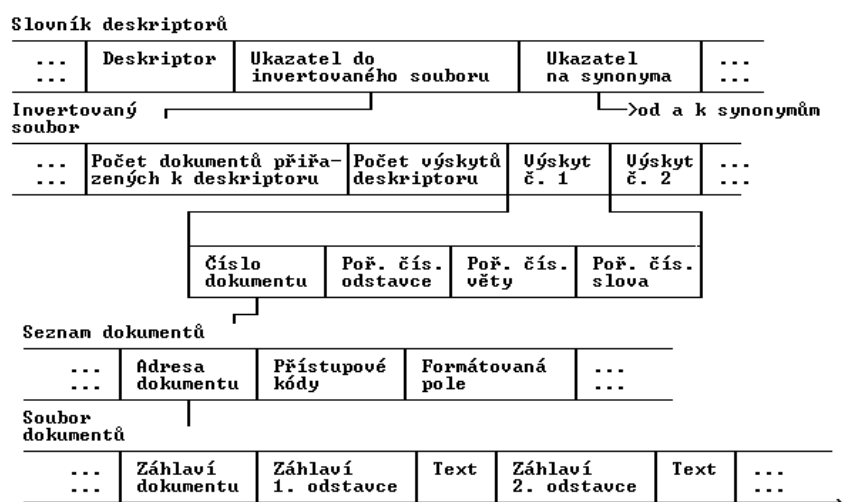 Slovník deskriptorů
... Deskriptor Ukazatel do Ukazatel ...
... invertovaného souboru na synonyma ...
Invertovaný
soubor
>od a k synonymům
... Počet dokumentů přiřa- Počet výskytů Výskyt Výskyt ...
... zených k deskriptoru deskriptoru č. 1 č. 2 ...
Číslo Poř. čís. Poř. čís. Poř. čís.
dokumentu odstavce věty slova
Seznam dokumentů
... Adresa Přístupové Formátovaná ...
... dokumentu kódy pole ...
Soubor
dokumentů
... Záhlaví Záhlaví Text Záhlaví Text ...
... dokumentu 1. odstavce 2. odstavce ...